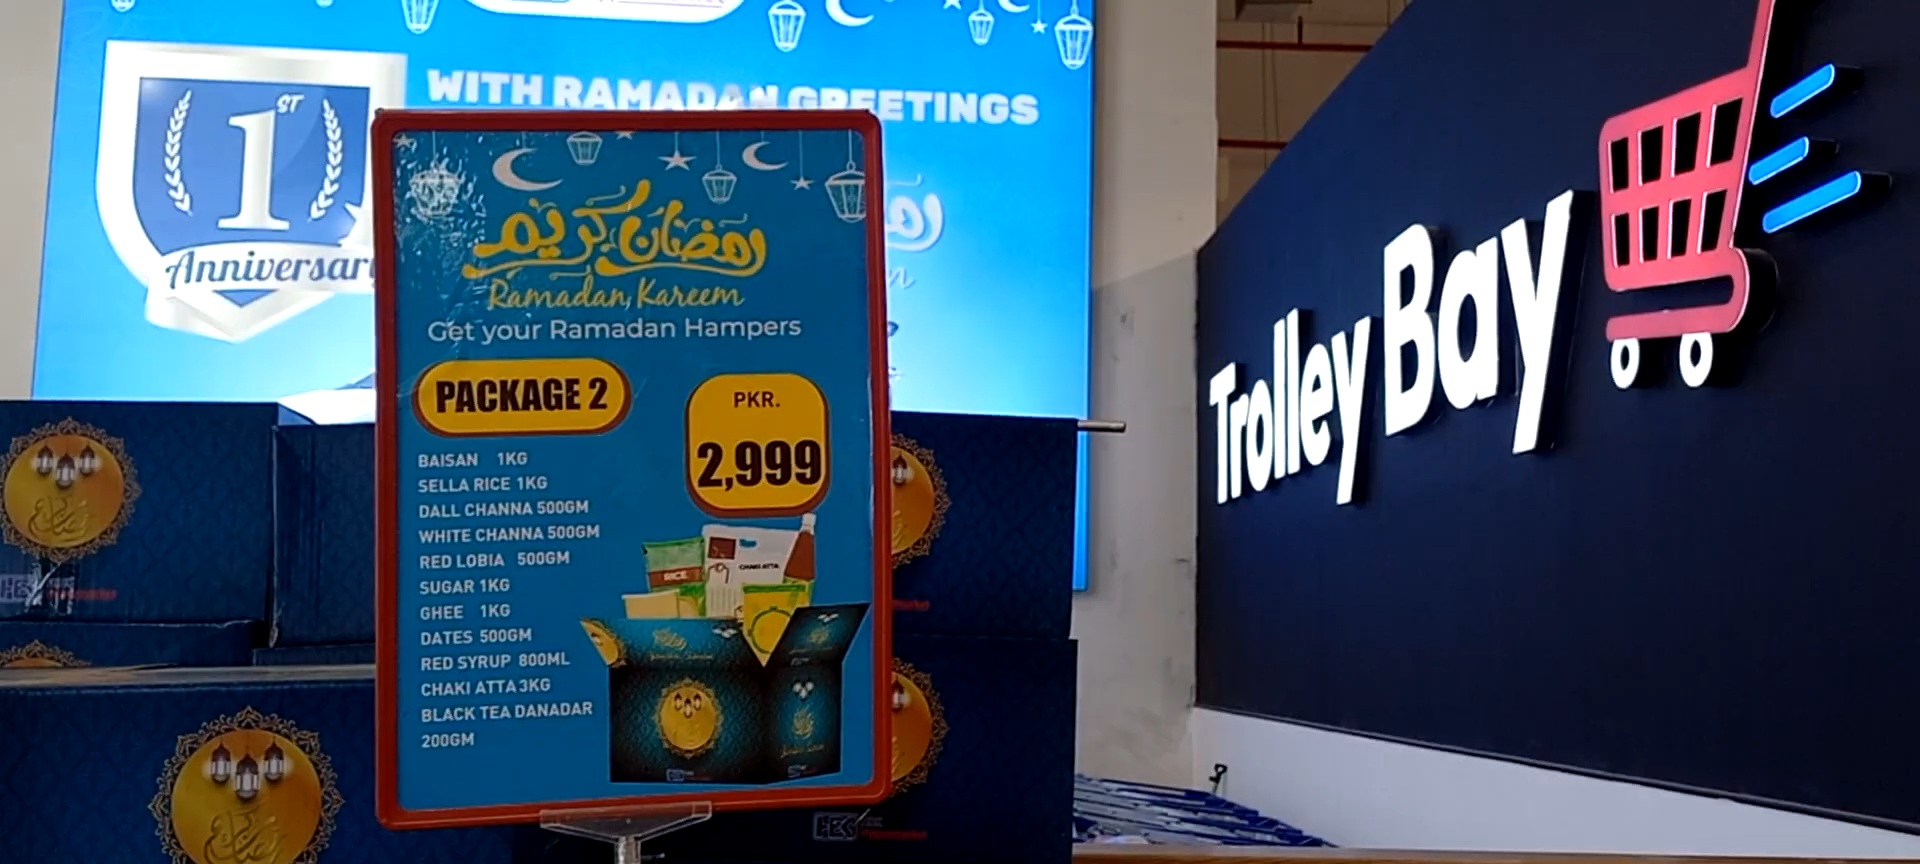 1ST
Anniversary
WITH RAMADAN GREETINGS
رمضان كريم
Ramadan Kareem
Get your Ramadan Hampers
PACKAGE 2
PKR.
2,999
BAISAN 1KG
SELLA RICE 1KG
DALL CHANNA 500GM
WHITE CHANNA 500GM
RED LOBIA 500GM
SUGAR 1KG
GHEE 1KG
DATES 500GM
RED SYRUP 800ML
CHAKI ATTA 3KG
BLACK TEA DANADAR
200GM
RICE
CHAKI ATTA
Trolley Bay